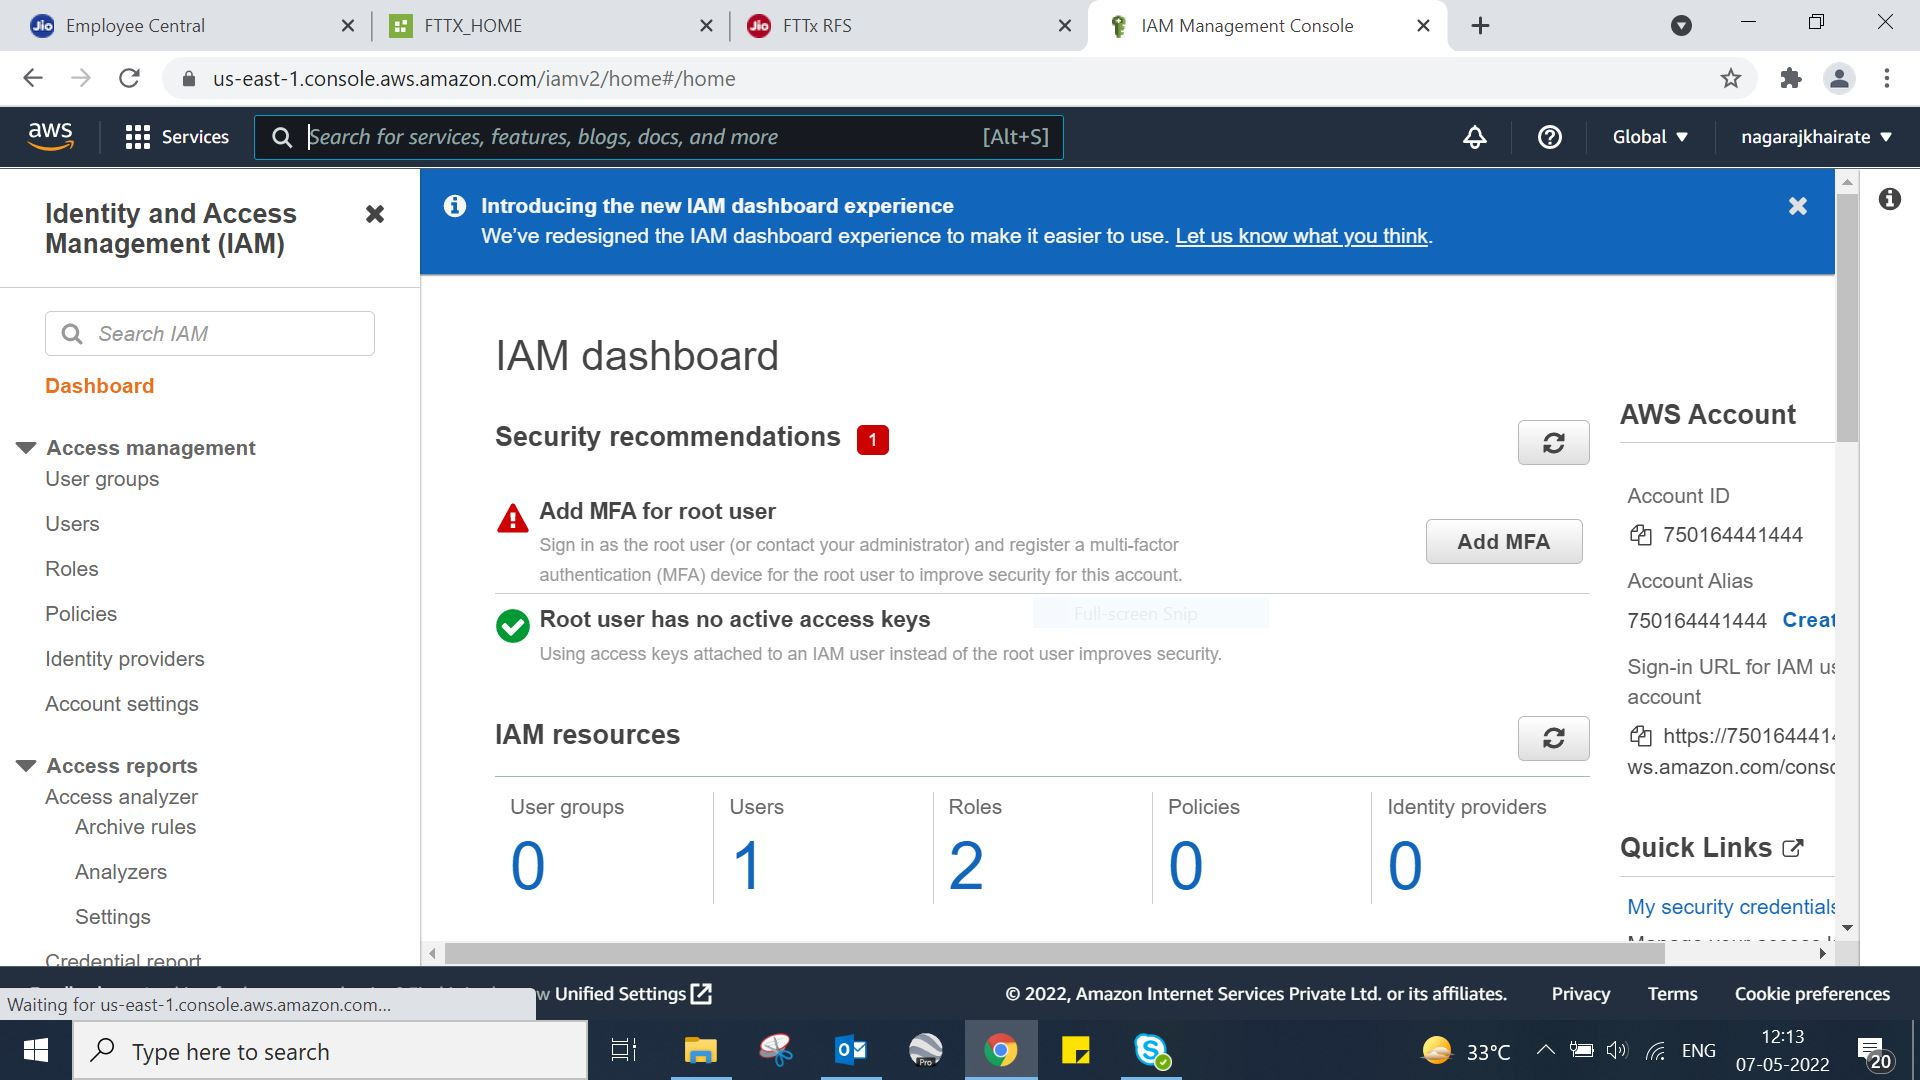 Employee Central
FTTX_HOME
Jio
FTTx RFS
IAM Management Console
us-east-1.console.aws.amazon.com/iamv2/home#/home
aws
Services
Search for services, features, blogs, docs, and more
[Alt+S]
Global
nagarajkhairate
Identity and Access
Management (IAM)
Search IAM
Dashboard
Access management
User groups
Users
Roles
Policies
Identity providers
Account settings
Access reports
Access analyzer
Archive rules
Analyzers
Settings
Credential report
Introducing the new IAM dashboard experience
We've redesigned the IAM dashboard experience to make it easier to use. Let us know what you think.
IAM dashboard
Security recommendations 1
Add MFA for root user
Sign in as the root user (or contact your administrator) and register a multi-factor
authentication (MFA) device for the root user to improve security for this account.
Add MFA
Full-screen Snip
Root user has no active access keys
Using access keys attached to an IAM user instead of the root user improves security.
IAM resources
User groups
0
Users
1
Roles
2
Policies
0
Identity providers
0
AWS Account
Account ID
750164441444
Account Alias
750164441444 Creat
Sign-in URL for IAM us
account
https://750164441
ws.amazon.com/conso
Quick Links
My security credentials
Unified Settings
© 2022, Amazon Internet Services Private Ltd. or its affiliates.
Privacy
Terms
Cookie preferences
Waiting for us-east-1.console.aws.amazon.com...
Type here to search
Pro
33°C
ENG
12:13
07-05-2022
20